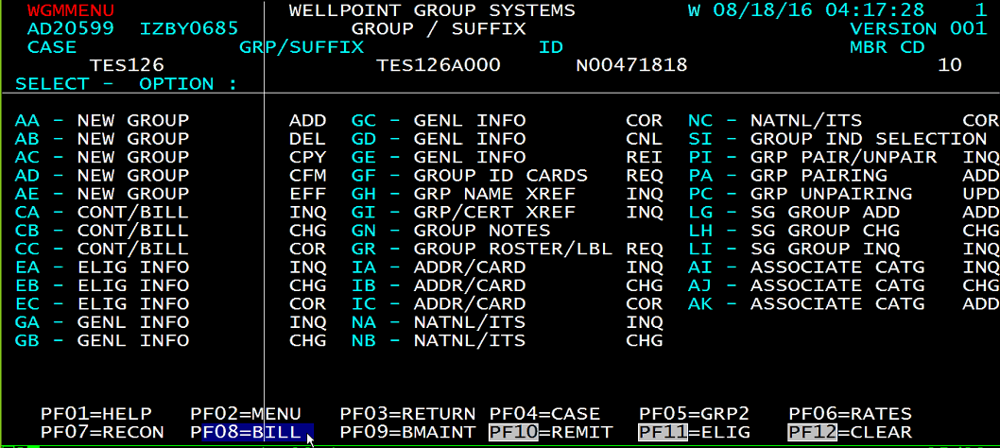 WGMMENU WELLPOINT GROUP SYSTEMS W 08/18/16 04:17:28 1
AD20599 IZBY0685 GROUP / SUFFIX VERSION 001
CASE GRP/SUFFIX ID MBR CD
TES126 TES126A000 N00471818 10
SELECT - OPTION :
AA - NEW GROUP ADD GC - GENL INFO COR NC - NATNL/ITS COR
AB - NEW GROUP DEL GD - GENL INFO CNL SI - GROUP IND SELECTION
AC - NEW GROUP CPY GE - GENL INFO REI PI - GRP PAIR/UNPAIR INQ
AD - NEW GROUP CFM GF - GROUP ID CARDS REQ PA - GRP PAIRING ADD
AE - NEW GROUP EFF GH - GRP NAME XREF INQ PC - GRP UNPAIRING UPD
CA - CONT/BILL INQ GI - GRP/CERT XREF INQ LG - SG GROUP ADD ADD
CB - CONT/BILL CHG GN - GROUP NOTES LH - SG GROUP CHG CHG
CC - CONT/BILL COR GR - GROUP ROSTER/LBL REQ LI - SG GROUP INQ INQ
EA - ELIG INFO INQ IA - ADDR/CARD INQ AI - ASSOCIATE CATG INQ
EB - ELIG INFO CHG IB - ADDR/CARD CHG AJ - ASSOCIATE CATG CHG
EC - ELIG INFO COR IC - ADDR/CARD COR AK - ASSOCIATE CATG ADD
GA - GENL INFO INQ NA - NATNL/ITS INQ
GB - GENL INFO CHG NB - NATNL/ITS CHG
PF01=HELP PF02=MENU PF03=RETURN PF04=CASE PF05=GRP2 PF06=RATES
PF07=RECON PF08=BILL PF09=BMAINT PF10=REMIT PF11=ELIG PF12=CLEAR